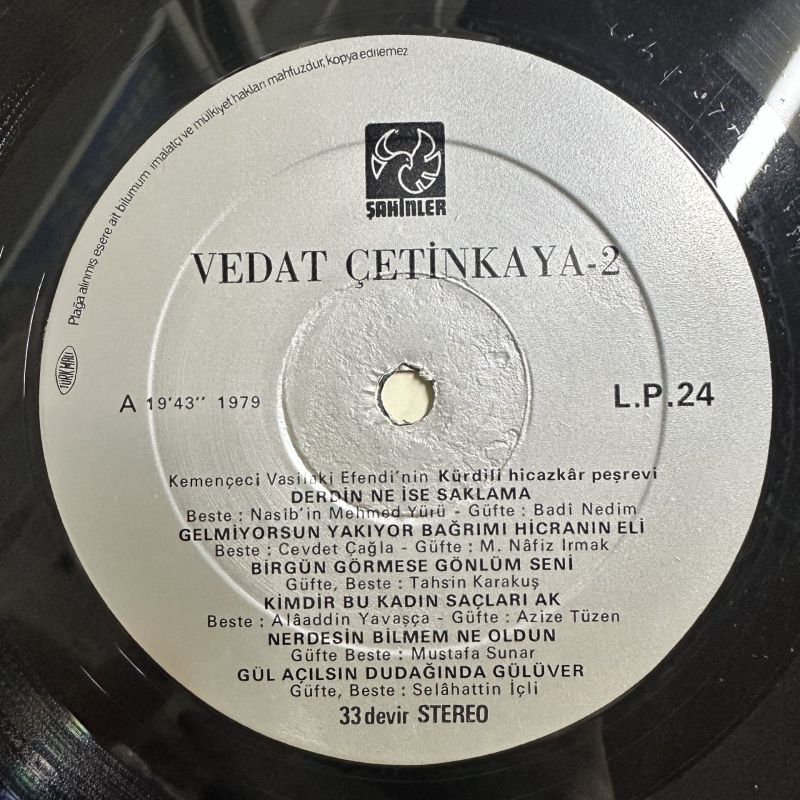 Plağa alınmış esere ait bilumum imalatçı ve mülkiyet hakları mahfuzdur, kopya edilemez
ŞAHİNLER
VEDAT ÇETİNKAYA-2
TÜRK MALI
A 19'43'' 1979
L.P.24
Kemençeci Vasilaki Efendi'nin Kürdili hicazkâr peşrevi
DERDİN NE İSE SAKLAMA
Beste : Nasîb'in Mehmed Yürü - Güfte : Badî Nedim
GELMİYORSUN YAKIYOR BAĞRIMI HİCRANIN ELİ
Beste : Cevdet Çağla - Güfte : M. Nâfiz Irmak
BİRGÜN GÖRMESE GÖNLÜM SENİ
Güfte, Beste : Tahsin Karakuş
KİMDİR BU KADIN SAÇLARI AK
Beste : Alâaddin Yavaşça - Güfte : Azize Tüzen
NERDESİN BİLMEM NE OLDUN
Güfte Beste : Mustafa Sunar
GÜL AÇILSIN DUDAĞINDA GÜLÜVER
Güfte, Beste : Selâhattin İçli
33 devir STEREO